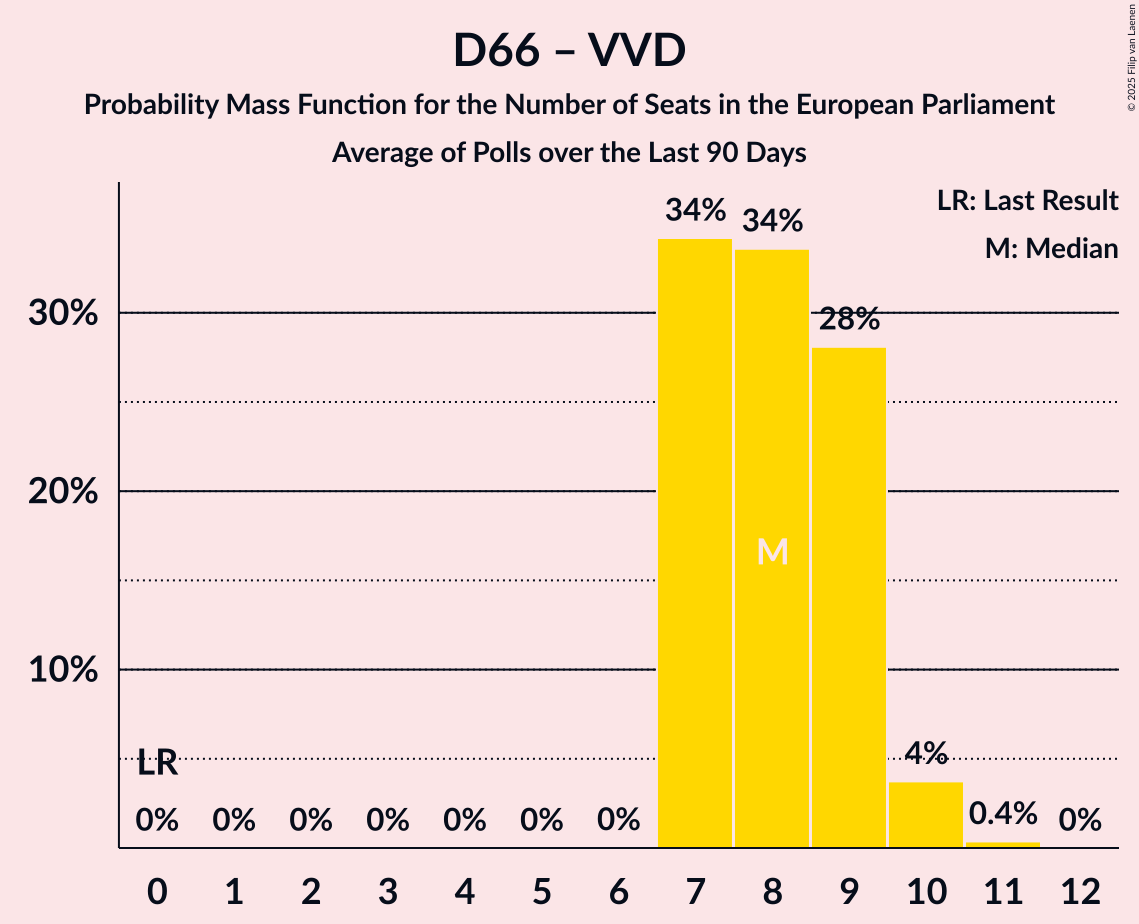 D66 – VVD
Probability Mass Function for the Number of Seats in the European Parliament
Average of Polls over the Last 90 Days
© 2025 Filip van Laenen
LR: Last Result
M: Median
34%
34%
30%
28%
20%
M
10%
LR
4%
0% 0% 0% 0% 0% 0% 0% 0.4% 0%
0 1 2 3 4 5 6 7 8 9 10 11 12